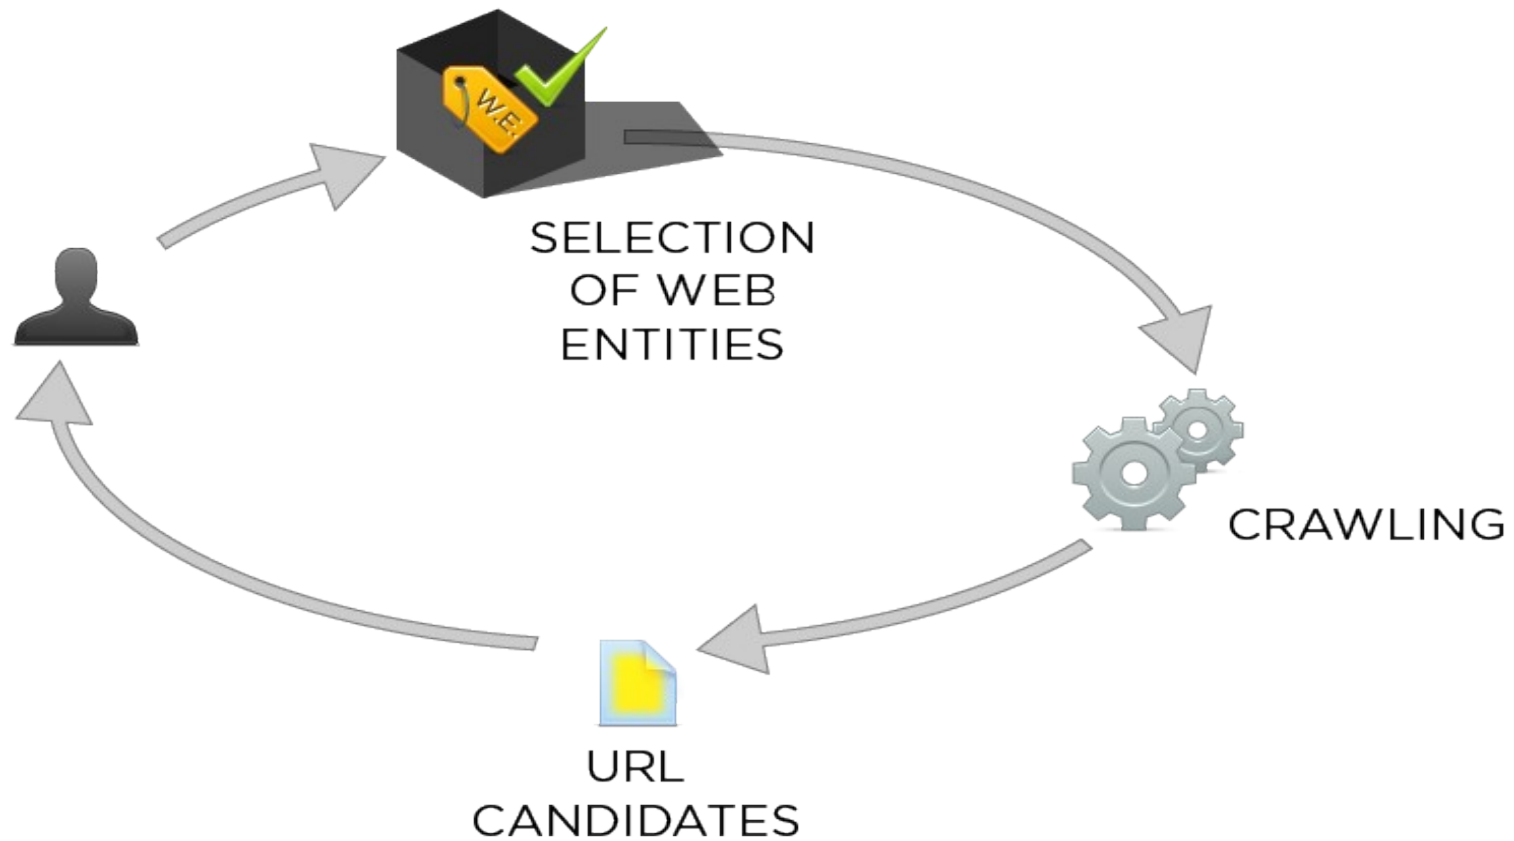 W.E.
SELECTION
OF WEB
ENTITIES
CRAWLING
URL
CANDIDATES